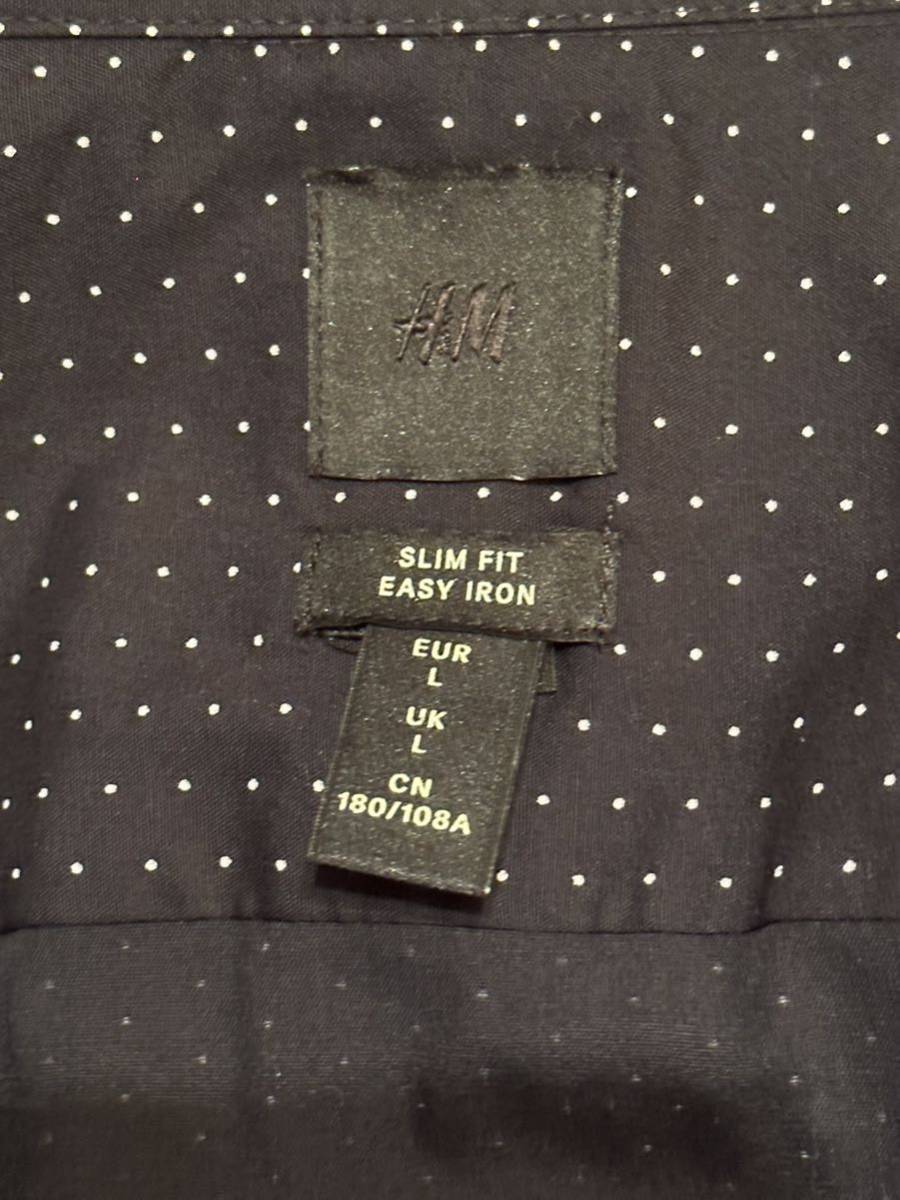 H&M
SLIM FIT
EASY IRON
EUR
L
UK
L
CN
180/108A